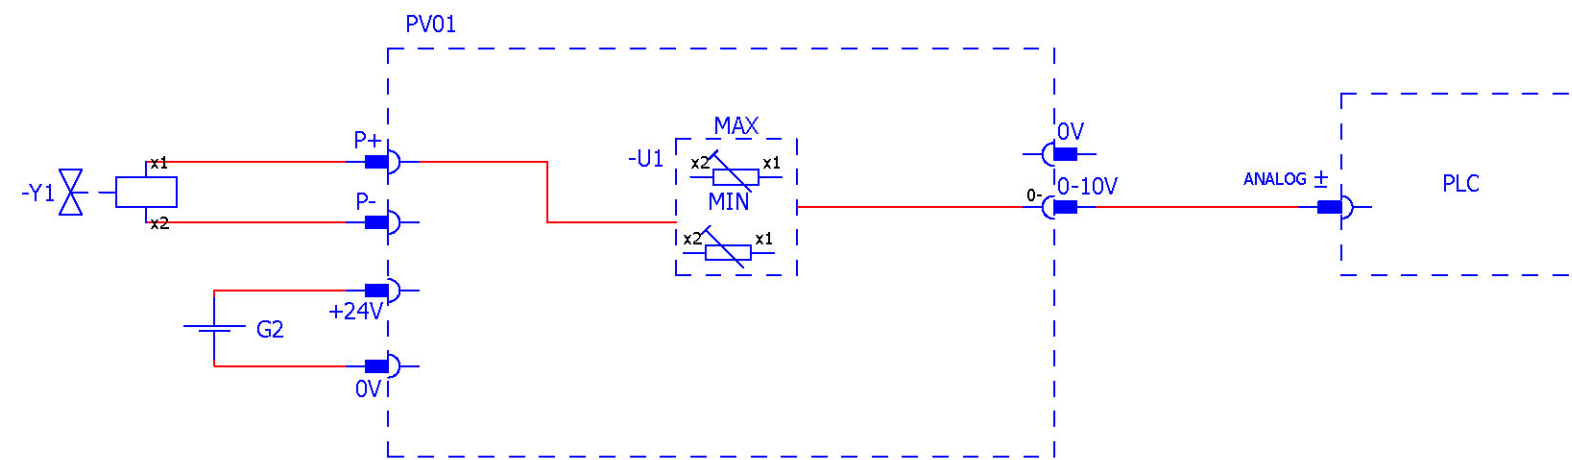 PV01
P+
MAX
0V
-U1
x2
x1
x1
-Y1
P-
MIN
0-
0-10V
ANALOG ±
PLC
x2
x2
x1
+24V
G2
0V